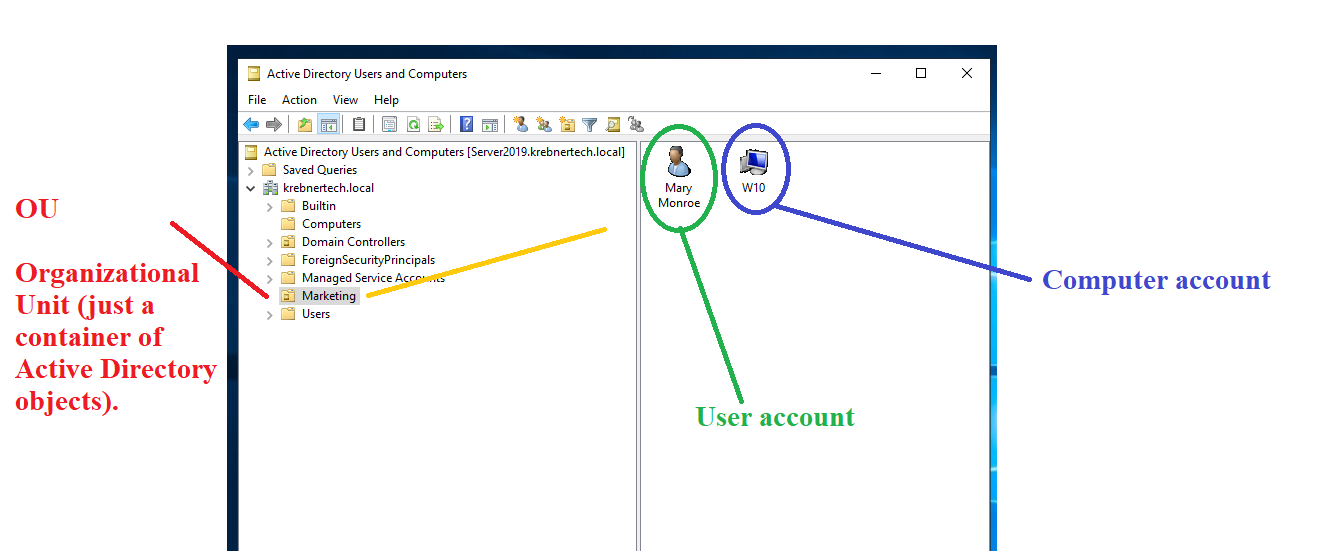 Active Directory Users and Computers
File Action View Help
Active Directory Users and Computers [Server2019.krebnertech.local]
Saved Queries
krebnertech.local
Builtin
Computers
Domain Controllers
ForeignSecurityPrincipals
Managed Service Accounts
Marketing
Users
Mary
Monroe
W10
OU
Organizational
Unit (just a
container of
Active Directory
objects).
User account
Computer account